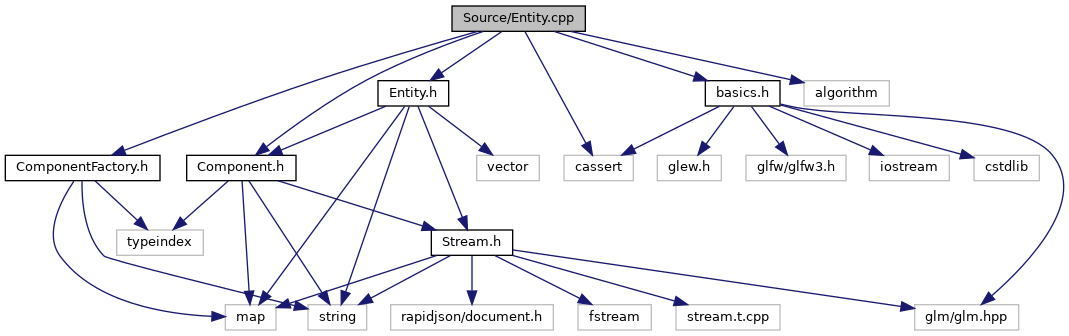 Source/Entity.cpp
Entity.h
basics.h
algorithm
ComponentFactory.h
Component.h
vector
cassert
glew.h
glfw/glfw3.h
iostream
cstdlib
typeindex
Stream.h
map
string
rapidjson/document.h
fstream
stream.t.cpp
glm/glm.hpp